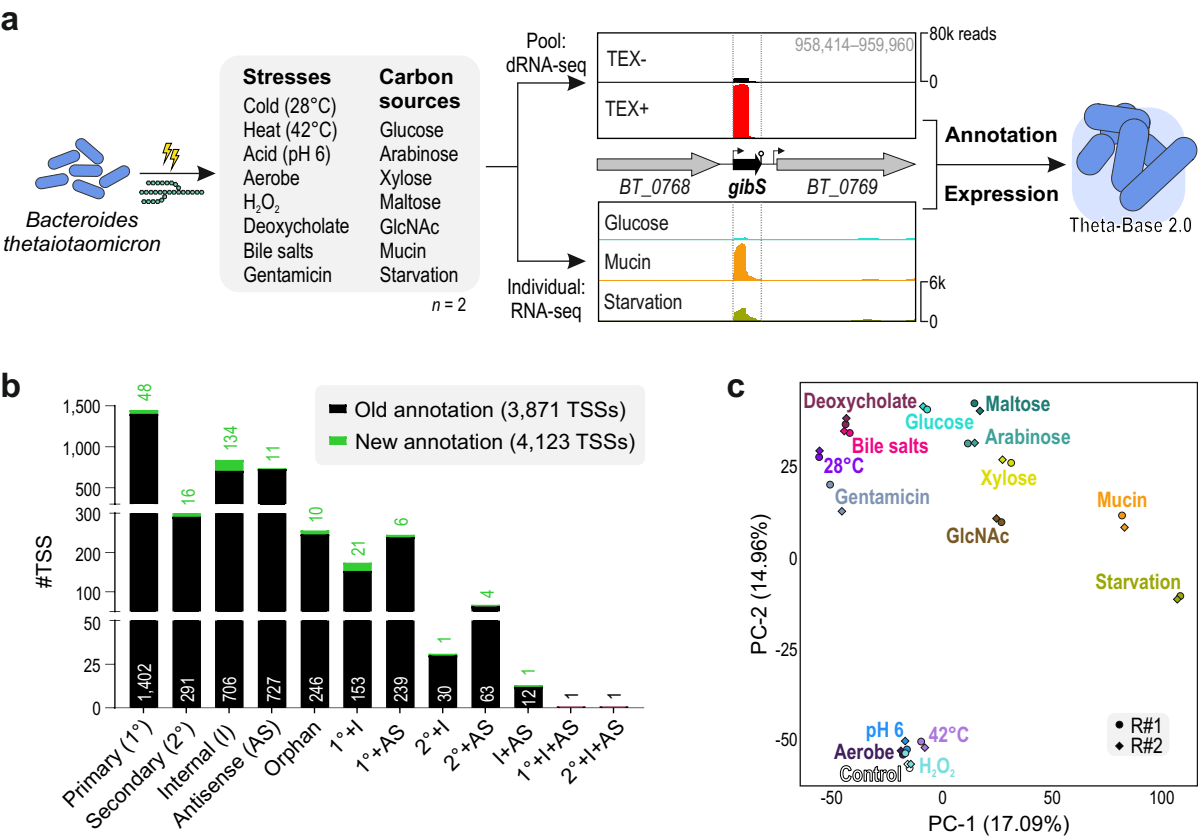 a
Bacteroides
thetaiotaomicron
Stresses
Cold (28°C)
Heat (42°C)
Acid (pH 6)
Aerobe
H₂O₂
Deoxycholate
Bile salts
Gentamicin
Carbon
sources
Glucose
Arabinose
Xylose
Maltose
GlcNAc
Mucin
Starvation
n = 2
Pool:
dRNA-seq
Individual:
RNA-seq
958,414–959,960
80k reads
0
TEX-
TEX+
BT_0768
gibS
BT_0769
Glucose
Mucin
Starvation
6k
0
Annotation
Expression
Theta-Base 2.0
b
Old annotation (3,871 TSSs)
New annotation (4,123 TSSs)
#TSS
1,500
1,000
500
300
200
100
50
25
0
48
16
134
11
10
21
6
1
4
1
1
1
1,402
291
706
727
246
153
239
30
63
12
Primary (1°)
Secondary (2°)
Internal (I)
Antisense (AS)
Orphan
1°+I
1°+AS
2°+I
2°+AS
I+AS
1°+I+AS
2°+I+AS
c
PC-2 (14.96%)
25
0
-25
-50
Deoxycholate
Glucose
Maltose
Bile salts
Arabinose
28°C
Xylose
Gentamicin
Mucin
GlcNAc
Starvation
pH 6
42°C
Aerobe
H₂O₂
Control
R#1
R#2
-50
0
50
100
PC-1 (17.09%)